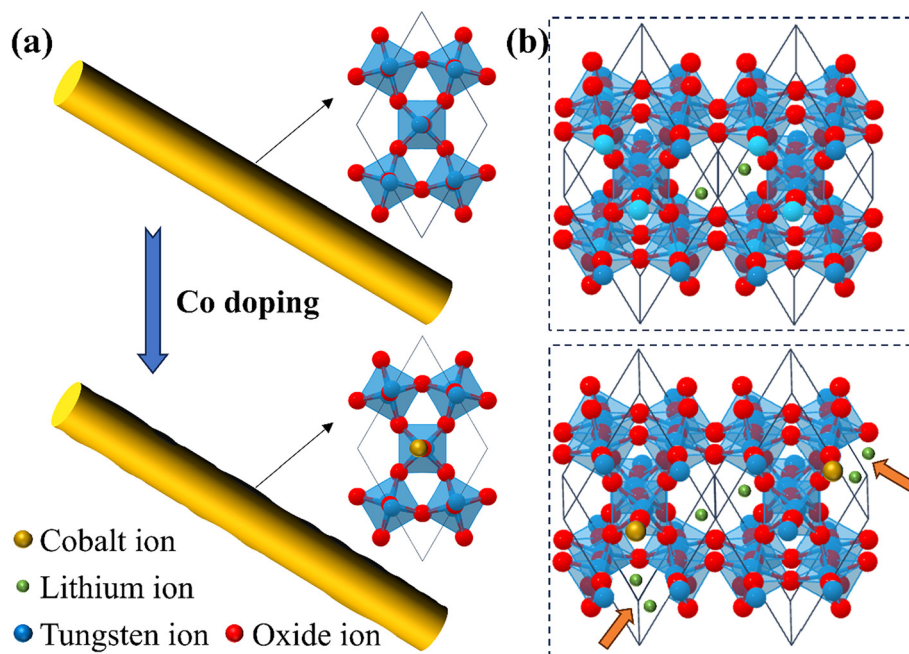 (a)
(b)
Co doping
Cobalt ion
Lithium ion
Tungsten ion Oxide ion